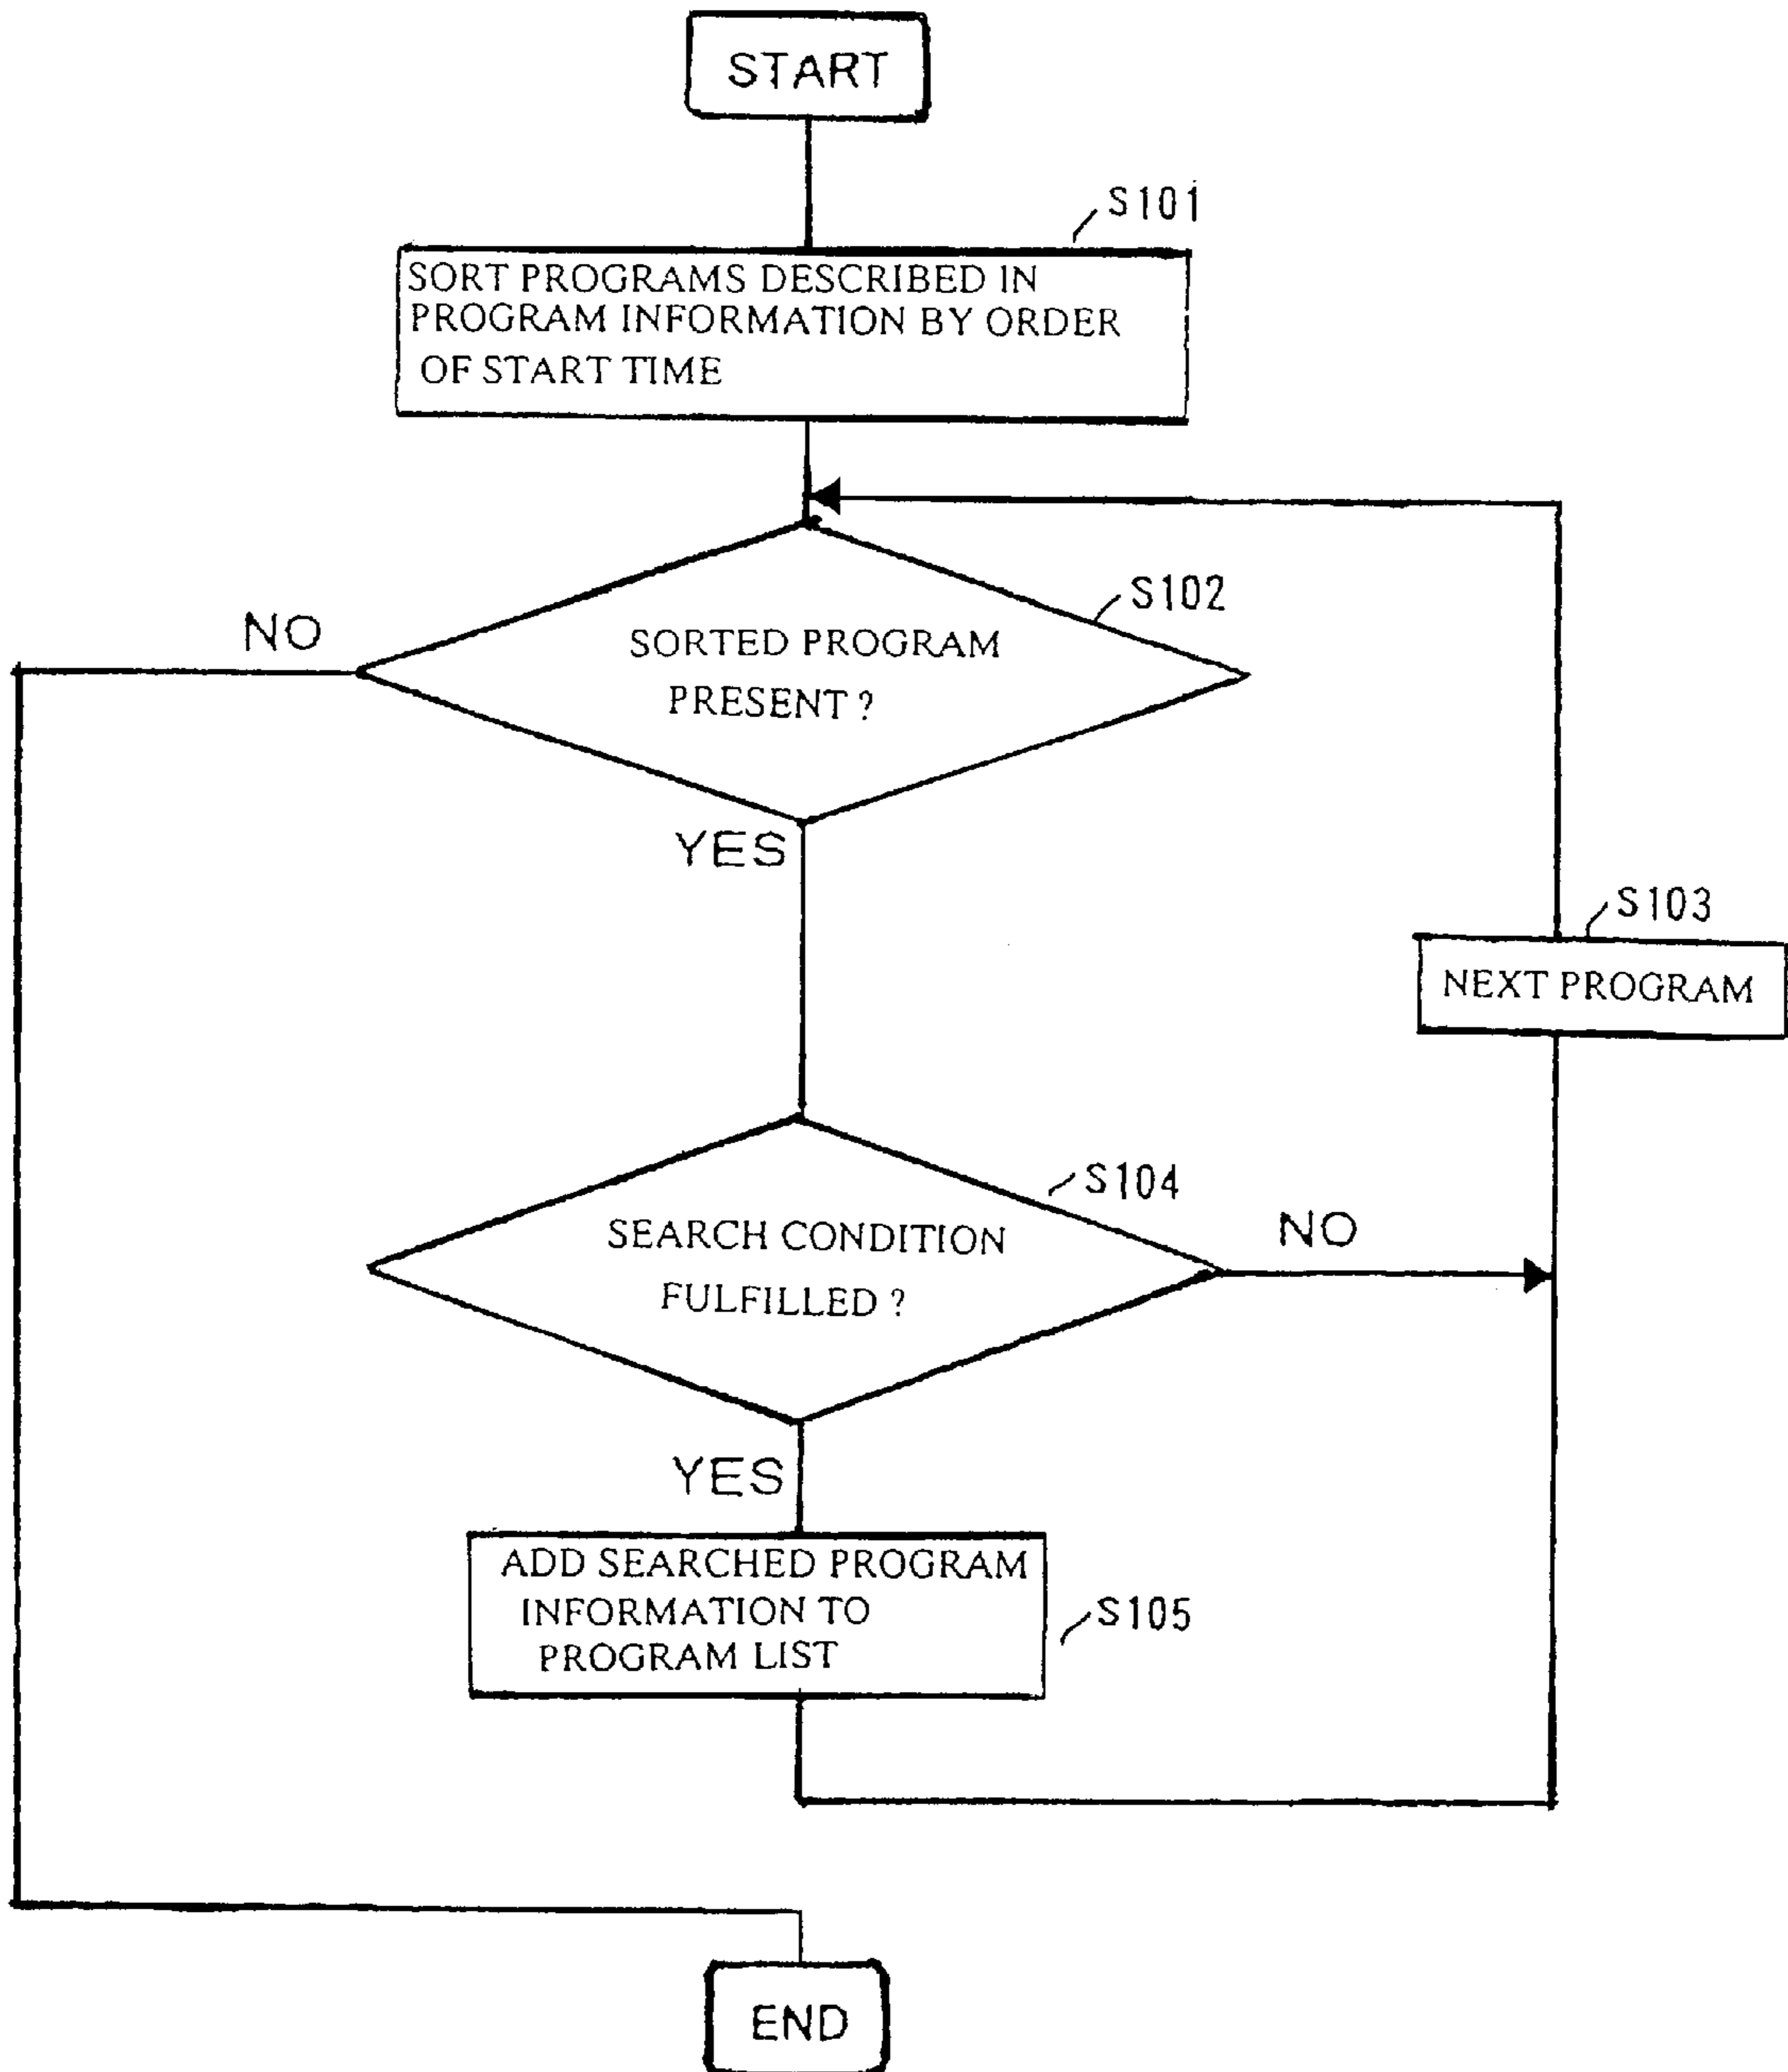 START
S101
SORT PROGRAMS DESCRIBED IN
PROGRAM INFORMATION BY ORDER
OF START TIME
S102
NO
SORTED PROGRAM
PRESENT ?
YES
S103
NEXT PROGRAM
S104
SEARCH CONDITION
FULFILLED ?
NO
YES
ADD SEARCHED PROGRAM
INFORMATION TO
PROGRAM LIST
S105
END